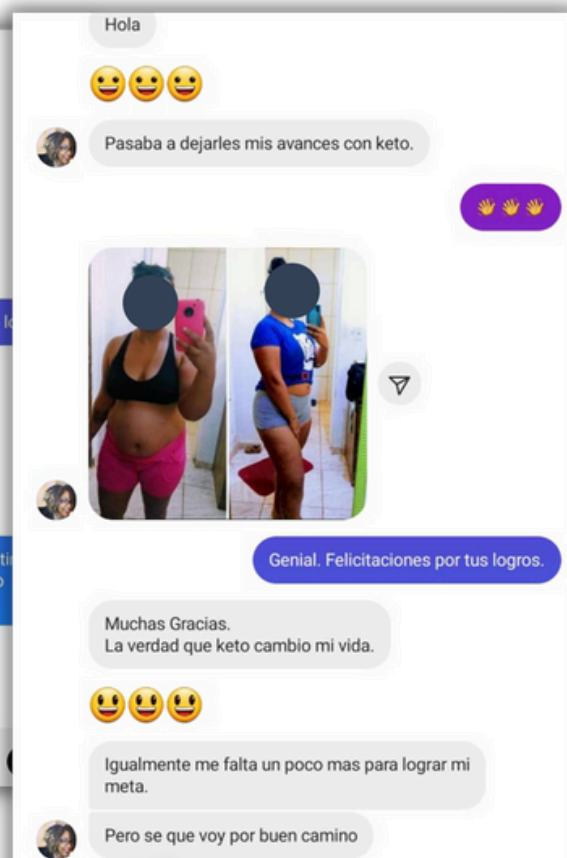 Hola
😀😀😀
Pasaba a dejarles mis avances con keto.
👏👏👏
Genial. Felicitaciones por tus logros.
Muchas Gracias.
La verdad que keto cambio mi vida.
😃😃😃
Igualmente me falta un poco mas para lograr mi
meta.
Pero se que voy por buen camino